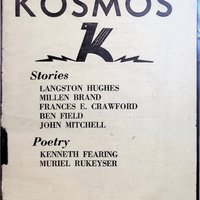 KOSMOS
K
Stories
LANGSTON HUGHES
MILLEN BRAND
FRANCES E. CRAWFORD
BEN FIELD
JOHN MITCHELL
Poetry
KENNETH FEARING
MURIEL RUKEYSER